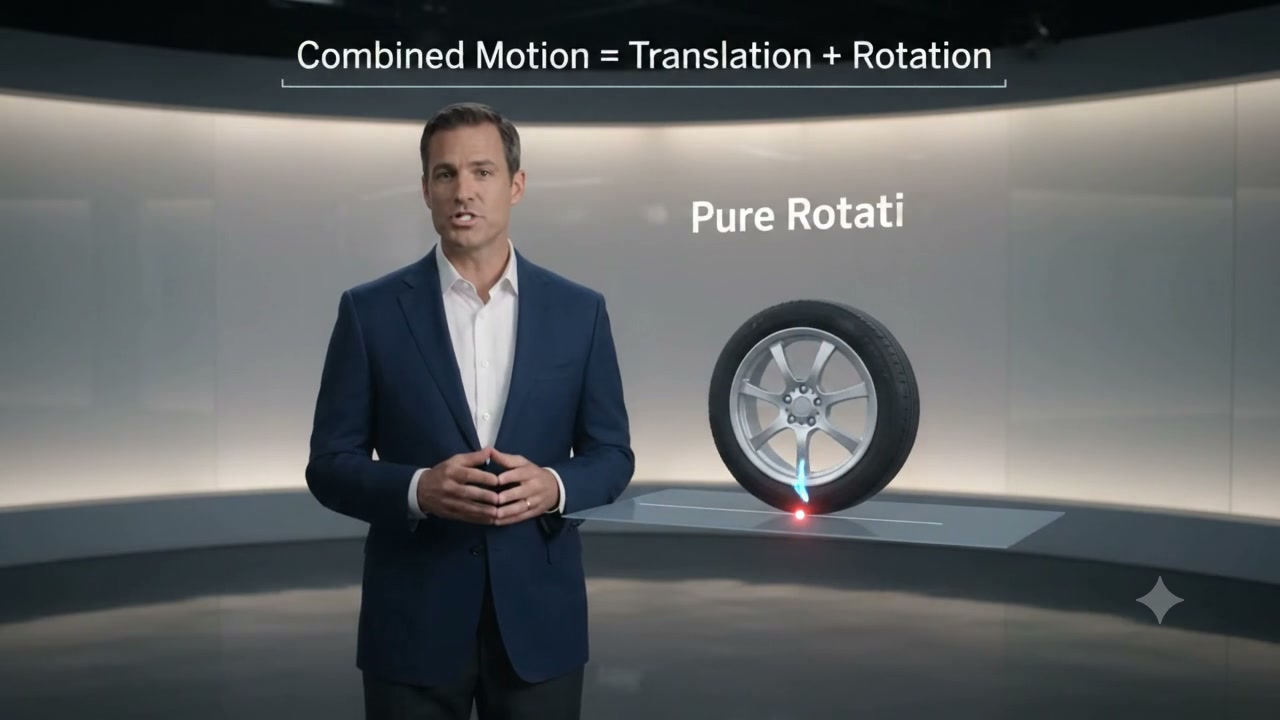 Combined Motion = Translation + Rotation
Pure Rotati